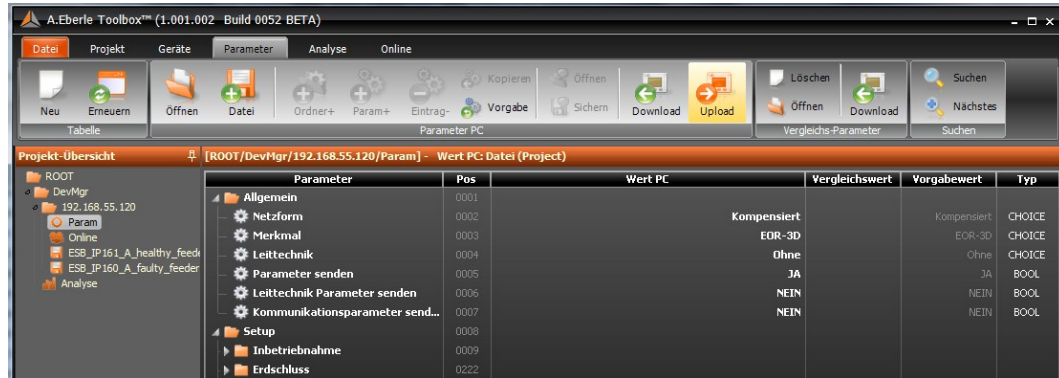 A.Eberle Toolbox™ (1.001.002 Build 0052 BETA)
Datei Projekt Geräte Parameter Analyse Online
Neu Erneuern Öffnen Datei Ordner+ Param+ Eintrag- Kopieren Vorgabe Öffnen Sichern Download Upload Löschen Öffnen Download Suchen Nächstes
Tabelle Parameter PC Vergleichs-Parameter Suchen
Projekt-Übersicht [ROOT/DevMgr/192.168.55.120/Param] - Wert PC: Datei (Project)
ROOT
DevMgr
192.168.55.120
Param
Online
ESB_IP161_A_healthy_feede
ESB_IP160_A_faulty_feeder
Analyse
Parameter Pos Wert PC Vergleichswert Vorgabewert Typ
Allgemein 0001
Netzform 0002 Kompensiert Kompensiert CHOICE
Merkmal 0003 EOR-3D EOR-3D CHOICE
Leittechnik 0004 Ohne Ohne CHOICE
Parameter senden 0005 JA JA BOOL
Leittechnik Parameter senden 0006 NEIN NEIN BOOL
Kommunikationsparameter send... 0007 NEIN NEIN BOOL
Setup 0008
Inbetriebnahme 0009
Erdschluss 0222